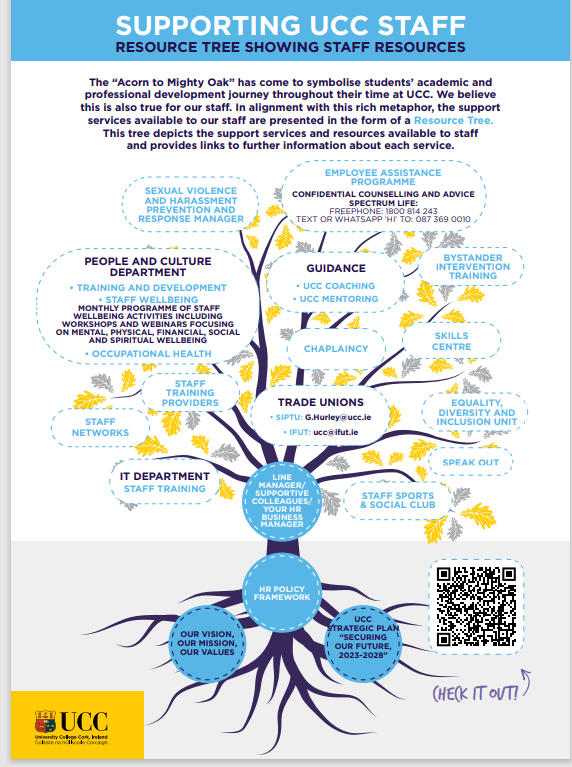 SUPPORTING UCC STAFF
RESOURCE TREE SHOWING STAFF RESOURCES
The “Acorn to Mighty Oak” has come to symbolise students’ academic and
professional development journey throughout their time at UCC. We believe
this is also true for our staff. In alignment with this rich metaphor, the support
services available to our staff are presented in the form of a Resource Tree.
This tree depicts the support services and resources available to staff
and provides links to further information about each service.
SEXUAL VIOLENCE
AND HARASSMENT
PREVENTION AND
RESPONSE MANAGER
EMPLOYEE ASSISTANCE
PROGRAMME
CONFIDENTIAL COUNSELLING AND ADVICE
SPECTRUM LIFE:
FREEPHONE: 1800 814 243
TEXT OR WHATSAPP ‘HI’ TO: 087 369 0010
PEOPLE AND CULTURE
DEPARTMENT
• TRAINING AND DEVELOPMENT
• STAFF WELLBEING
MONTHLY PROGRAMME OF STAFF
WELLBEING ACTIVITIES INCLUDING
WORKSHOPS AND WEBINARS FOCUSING
ON MENTAL, PHYSICAL, FINANCIAL, SOCIAL
AND SPIRITUAL WELLBEING
• OCCUPATIONAL HEALTH
GUIDANCE
• UCC COACHING
• UCC MENTORING
BYSTANDER
INTERVENTION
TRAINING
CHAPLAINCY
SKILLS
CENTRE
STAFF
TRAINING
PROVIDERS
TRADE UNIONS
• SIPTU: G.Hurley@ucc.ie
• IFUT: ucc@ifut.ie
EQUALITY,
DIVERSITY AND
INCLUSION UNIT
STAFF
NETWORKS
SPEAK OUT
IT DEPARTMENT
STAFF TRAINING
LINE
MANAGER/
SUPPORTIVE
COLLEAGUES/
YOUR HR
BUSINESS
MANAGER
STAFF SPORTS
& SOCIAL CLUB
HR POLICY
FRAMEWORK
OUR VISION,
OUR MISSION,
OUR VALUES
UCC
STRATEGIC PLAN
“SECURING
OUR FUTURE,
2023-2028”
CHECK IT OUT!
UCC
University College Cork, Ireland
Coláiste na hOllscoile Corcaigh